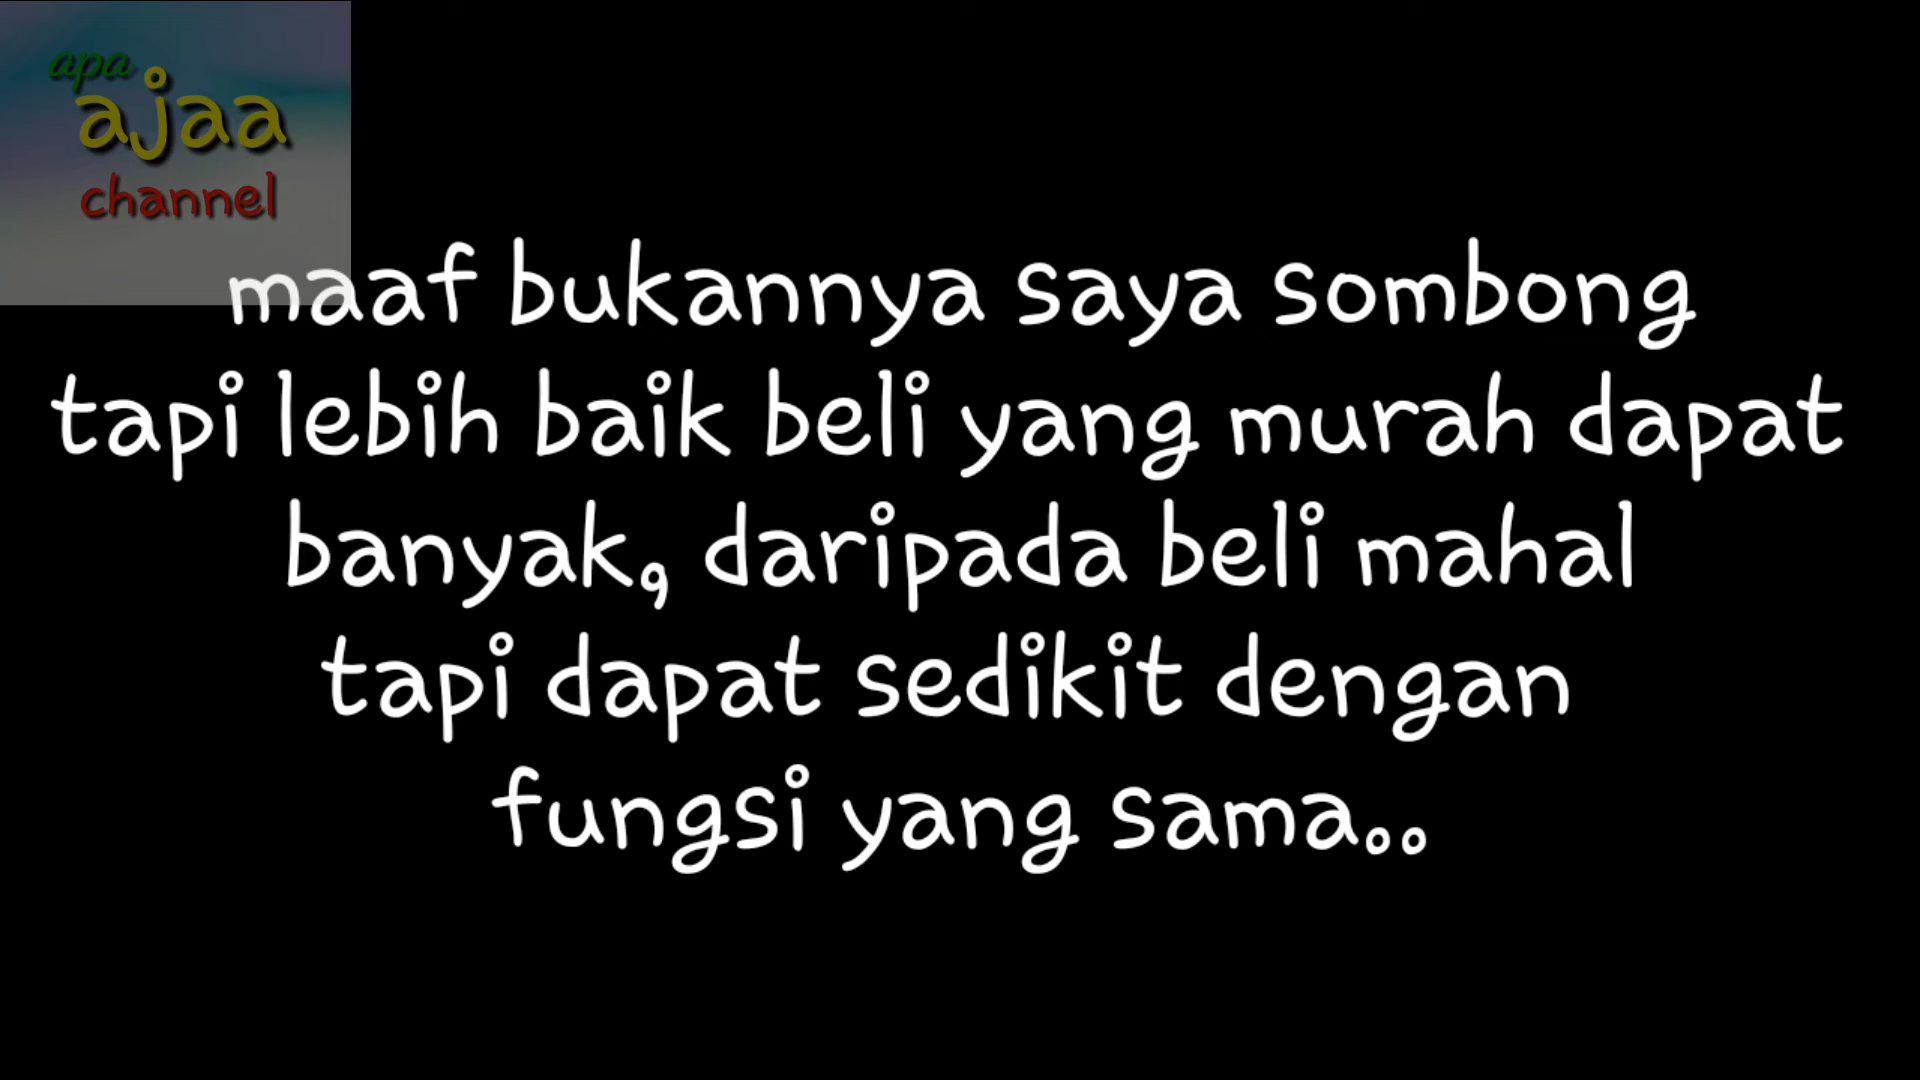 apa
ajaa
channel
maaf bukannya saya sombong
tapi lebih baik beli yang murah dapat
banyak, daripada beli mahal
tapi dapat sedikit dengan
fungsi yang sama..